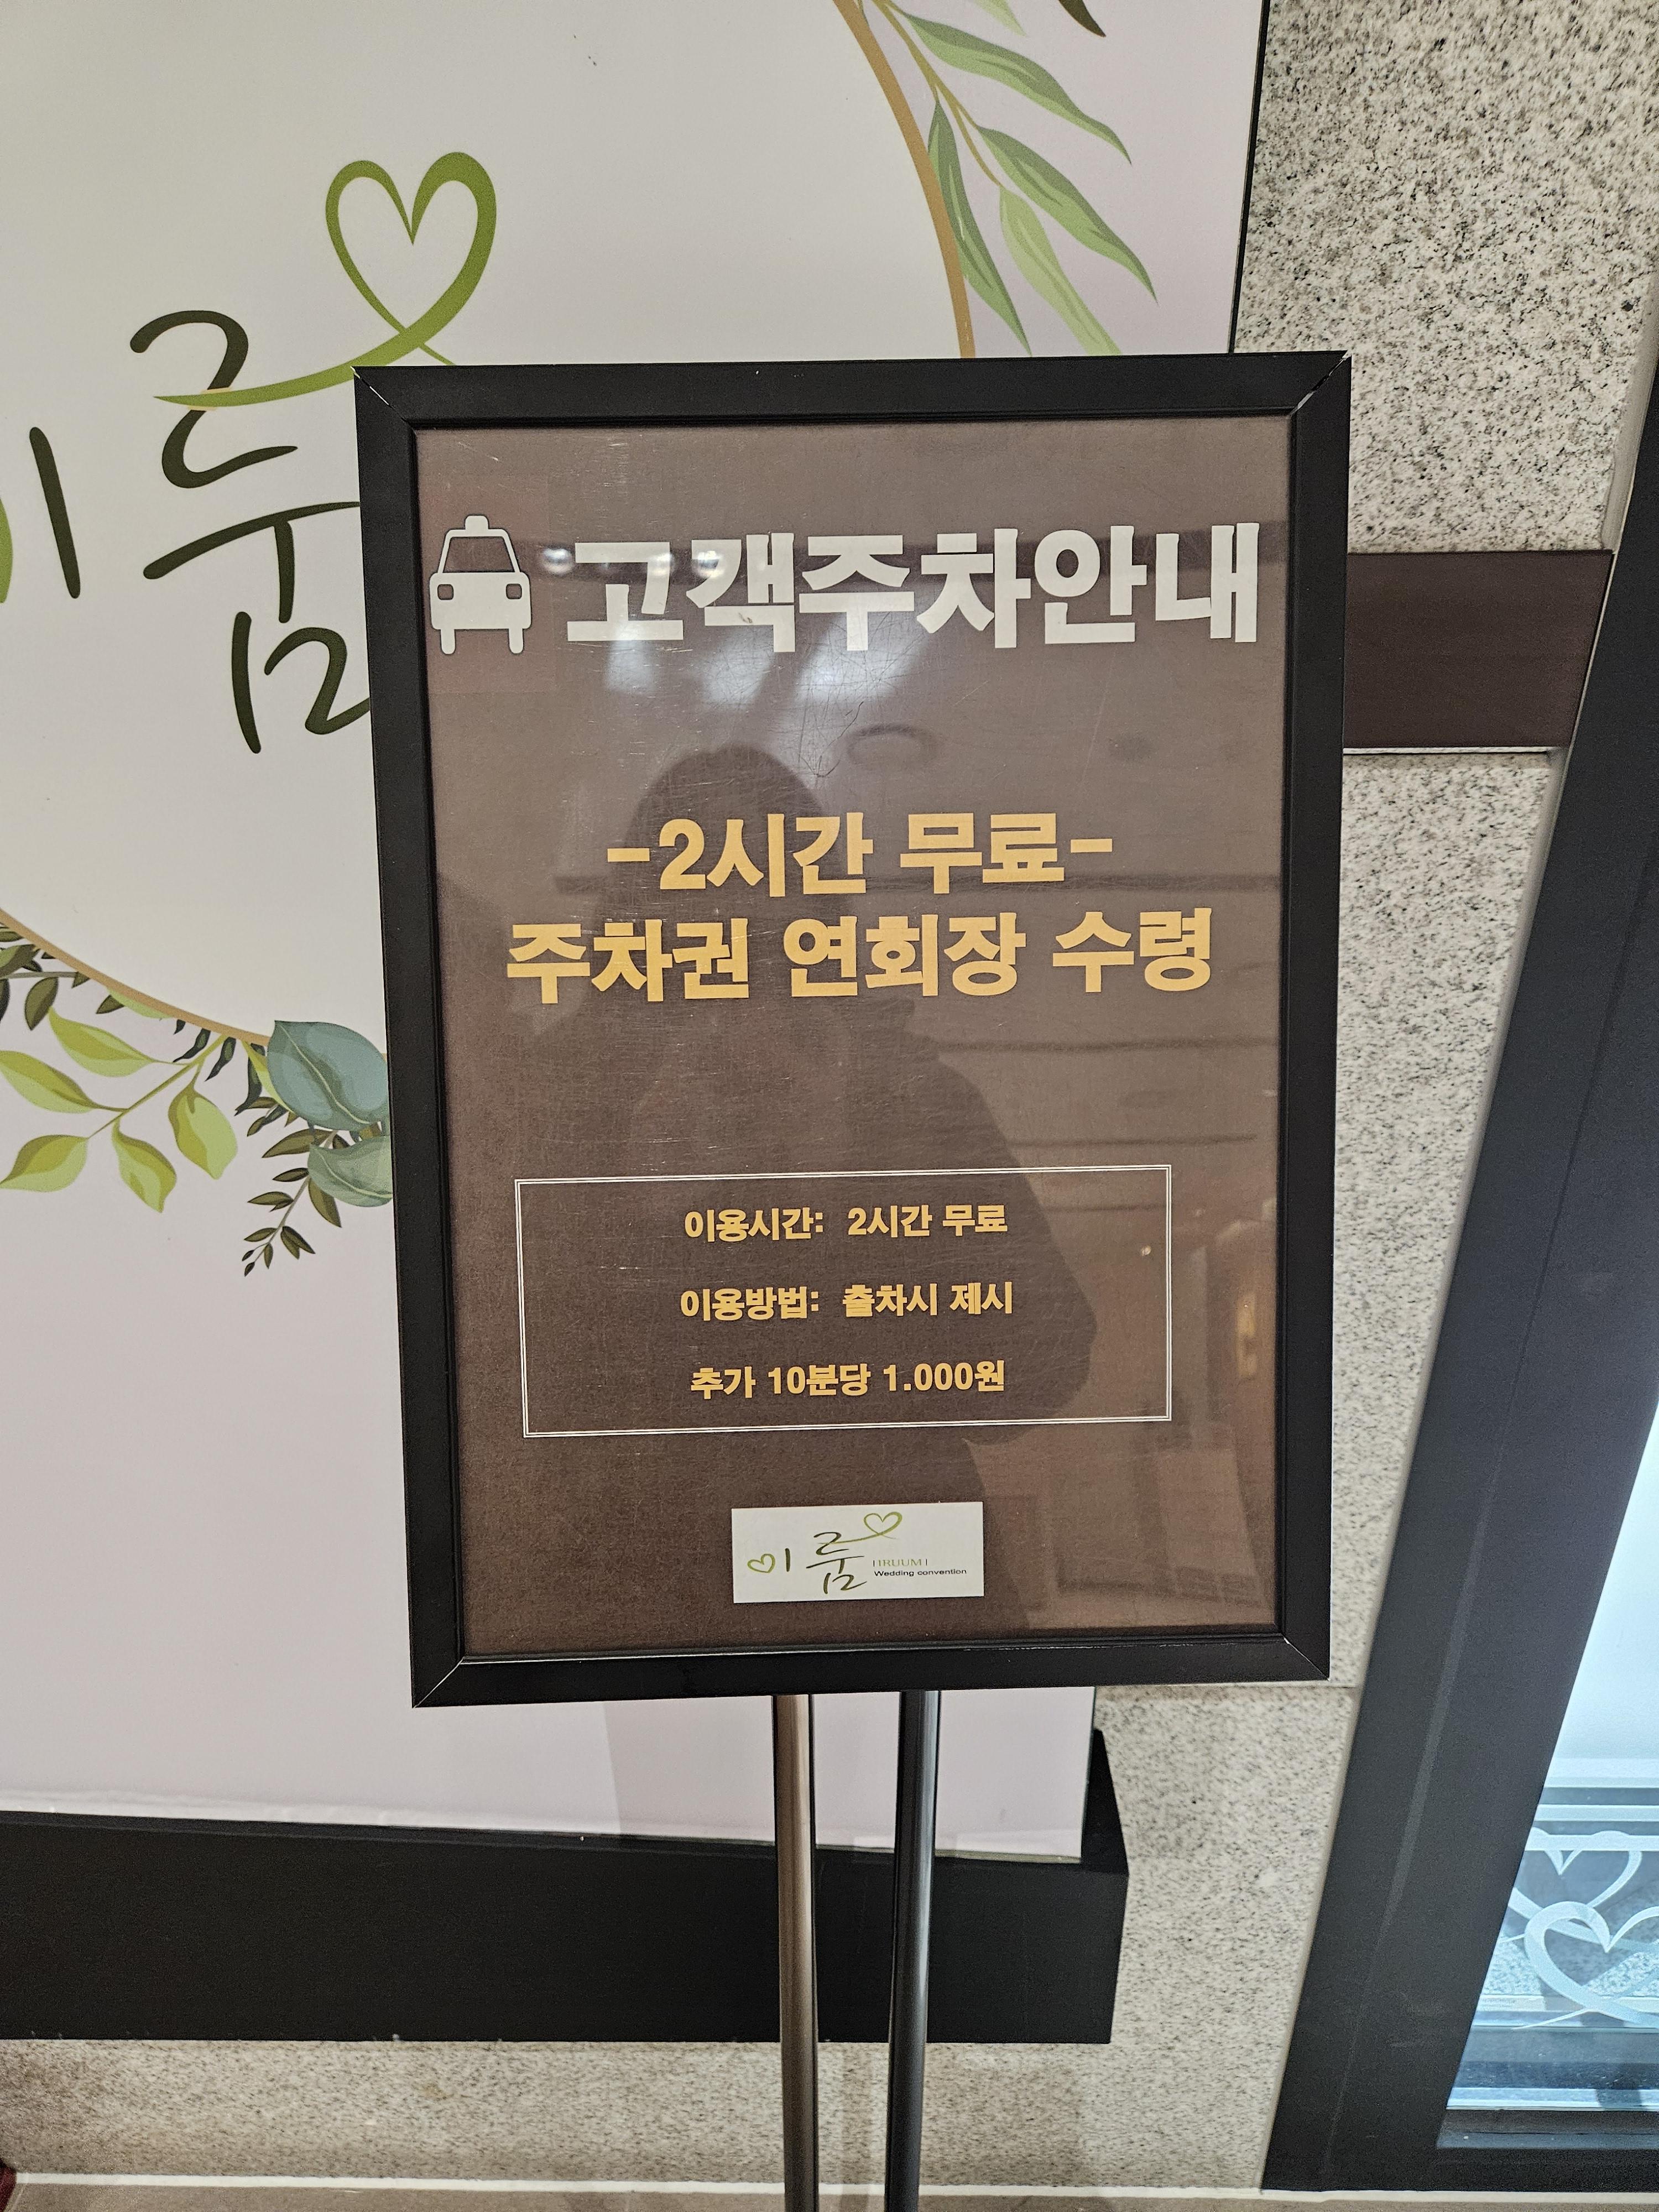 이룸
고객주차안내
-2시간 무료-
주차권 연회장 수령
이용시간: 2시간 무료
이용방법: 출차시 제시
추가 10분당 1.000원
이룸 IRUUM
Wedding convention